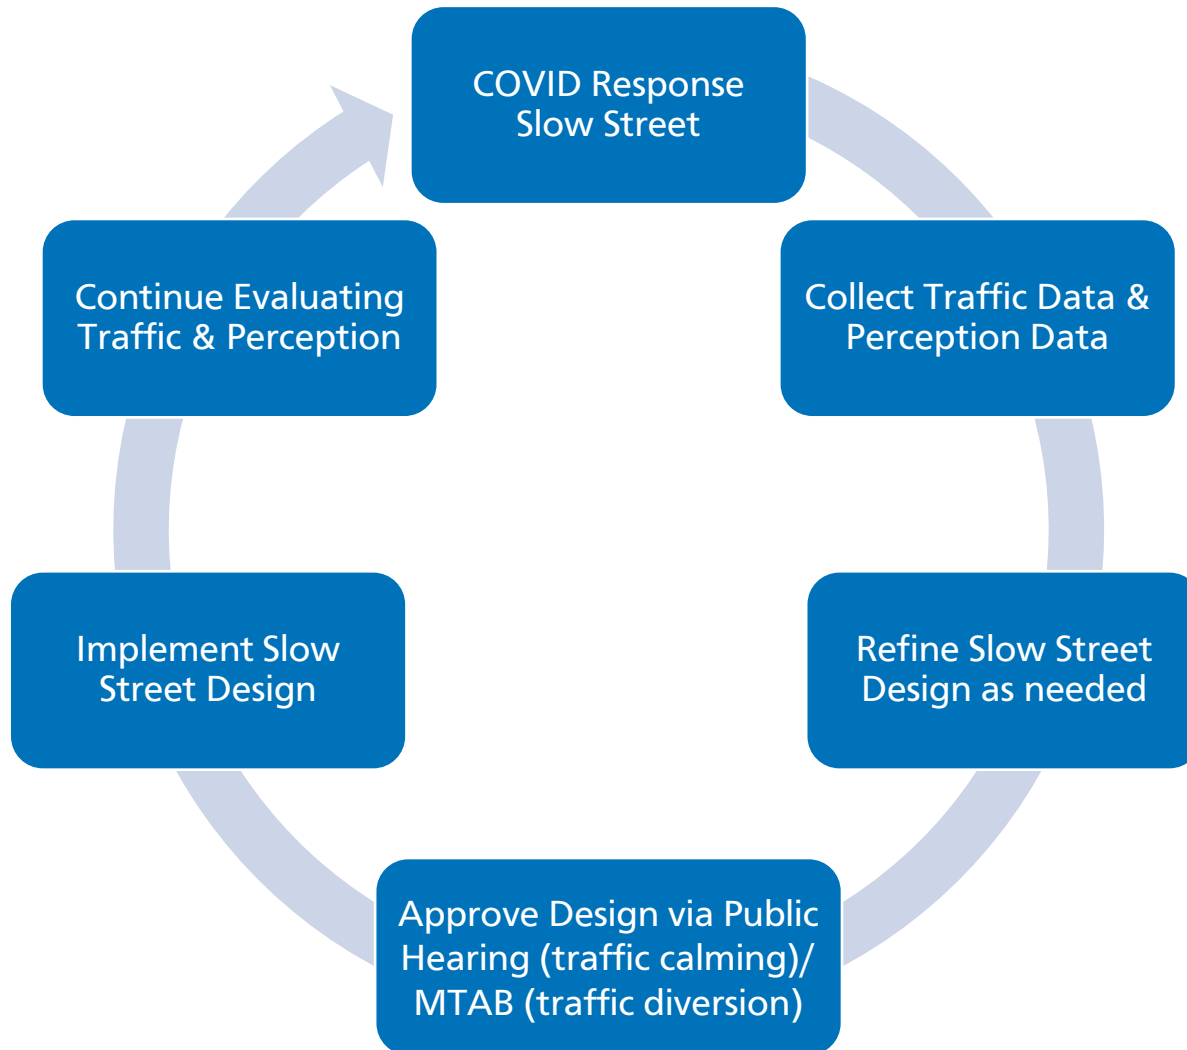 COVID Response
Slow Street
Collect Traffic Data &
Perception Data
Refine Slow Street
Design as needed
Approve Design via Public
Hearing (traffic calming)/
MTAB (traffic diversion)
Implement Slow
Street Design
Continue Evaluating
Traffic & Perception